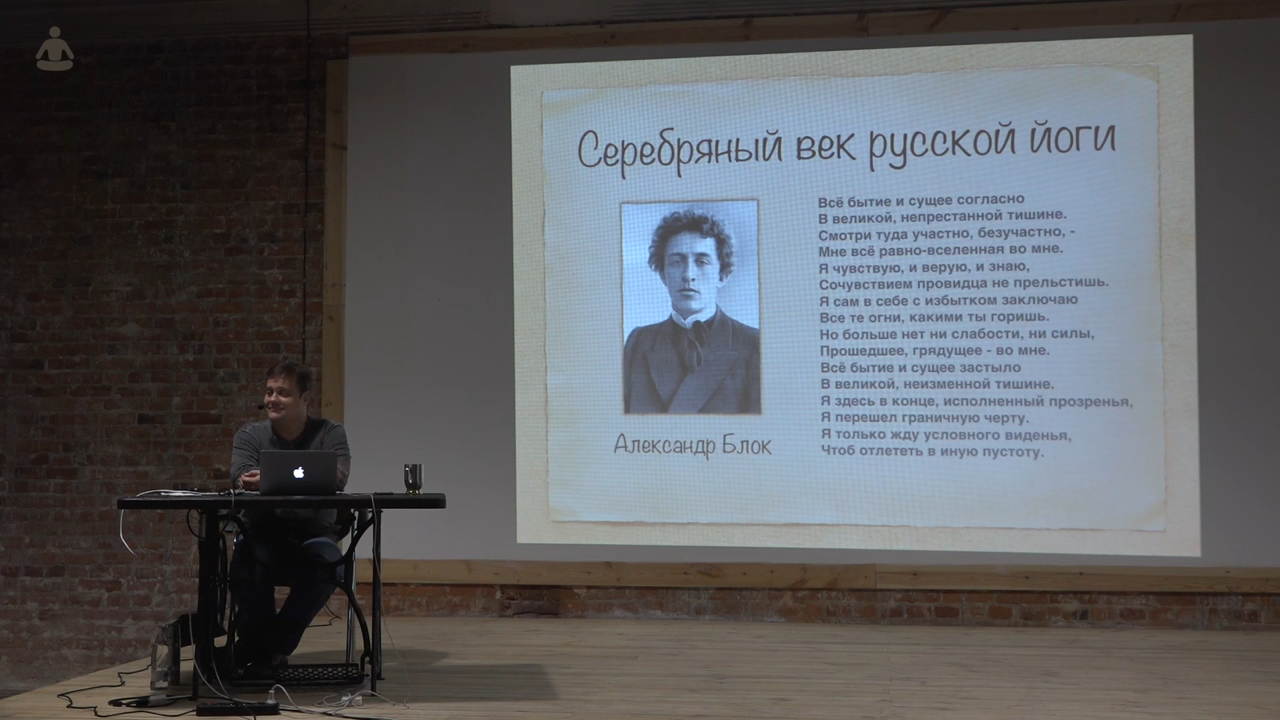 Серебряный век русской йоги
Всё бытие и сущее согласно
В великой, непрестанной тишине.
Смотри туда участно, безучастно, -
Мне всё равно-вселенная во мне.
Я чувствую, и верую, и знаю,
Сочувствием провидца не прельстишь.
Я сам в себе с избытком заключаю
Все те огни, какими ты горишь.
Но больше нет ни слабости, ни силы,
Прошедшее, грядущее - во мне.
Всё бытие и сущее застыло
В великой, неизменной тишине.
Я здесь в конце, исполненный прозренья,
Я перешел граничную черту.
Я только жду условного виденья,
Чтоб отлететь в иную пустоту.
Александр Блок